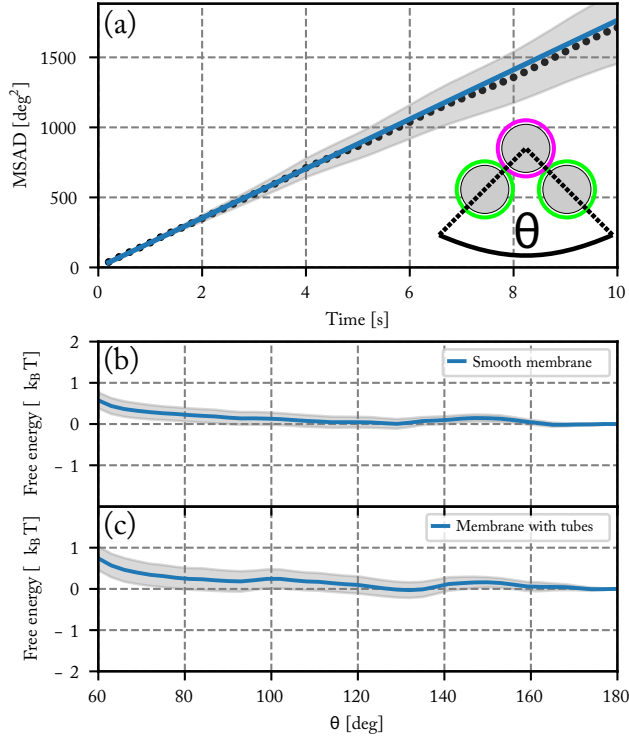 (a)
MSAD [deg²]
1500
1000
500
0
θ
0 2 4 6 8 10
Time [s]
(b)
Free energy [ k_B T]
2
1
0
– 1
Smooth membrane
(c)
Free energy [ k_B T]
1
0
– 1
– 2
Membrane with tubes
60 80 100 120 140 160 180
θ [deg]